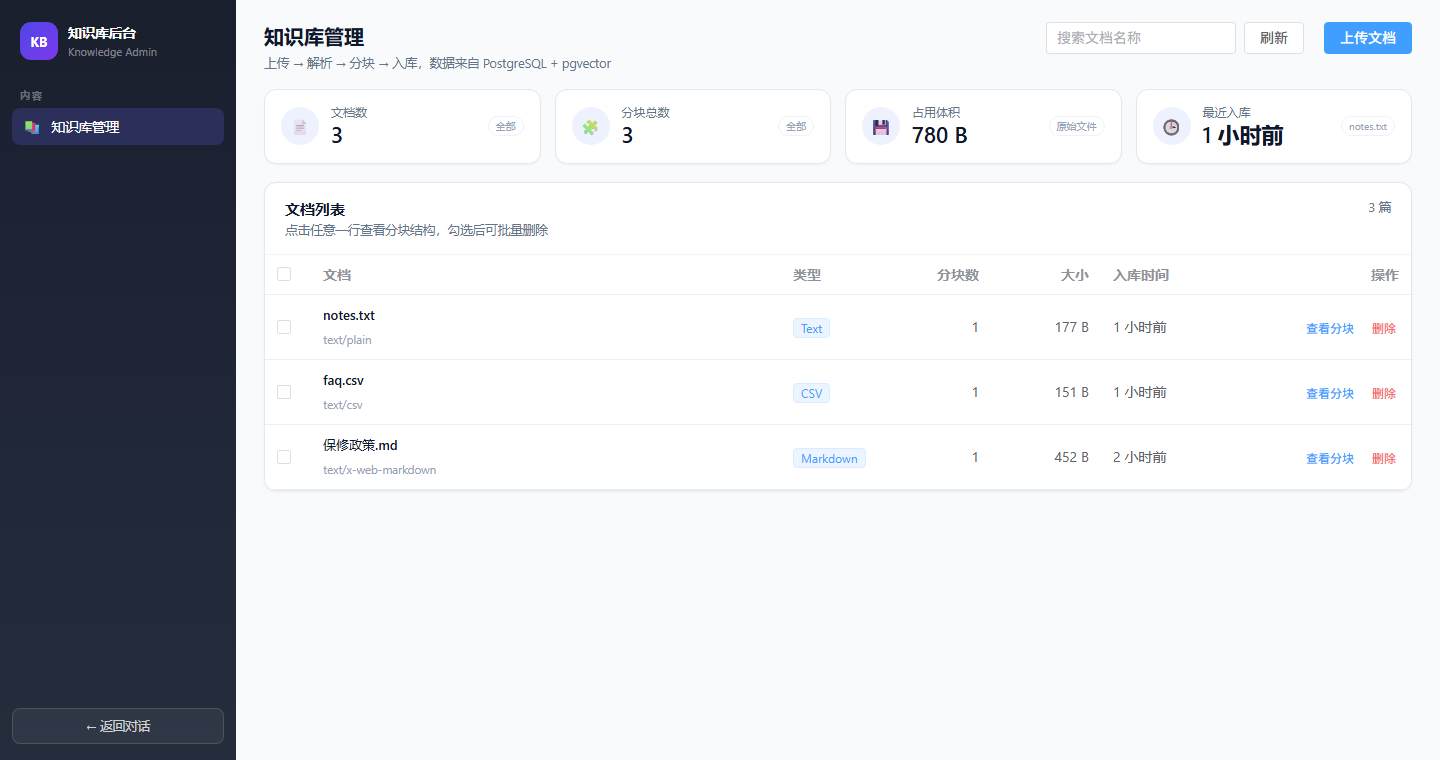 KB
知识库后台
Knowledge Admin
内容
知识库管理
← 返回对话
知识库管理
上传 → 解析 → 分块 → 入库，数据来自 PostgreSQL + pgvector
搜索文档名称
刷新
上传文档
文档数
3
全部
分块总数
3
全部
占用体积
780 B
原始文件
最近入库
1 小时前
notes.txt
文档列表
点击任意一行查看分块结构，勾选后可批量删除
3 篇
文档 类型 分块数 大小 入库时间 操作
notes.txt
text/plain
Text 1 177 B 1 小时前 查看分块 删除
faq.csv
text/csv
CSV 1 151 B 1 小时前 查看分块 删除
保修政策.md
text/x-web-markdown
Markdown 1 452 B 2 小时前 查看分块 删除